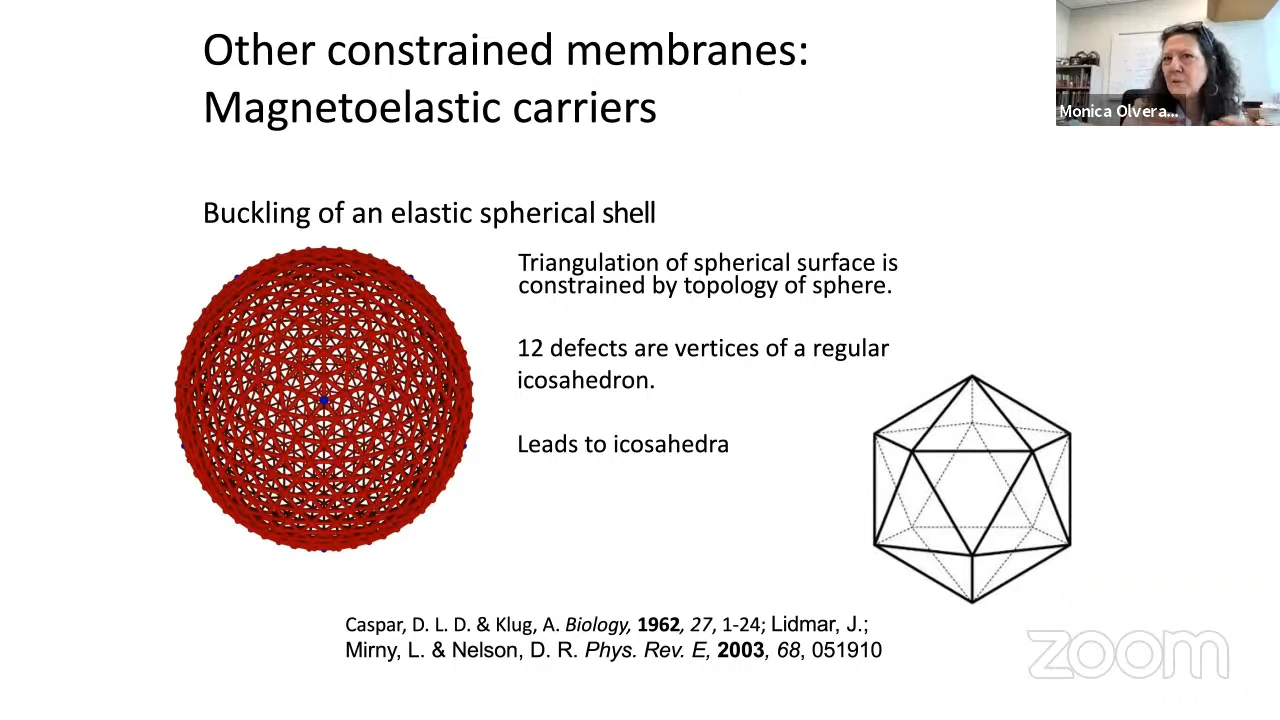 Other constrained membranes:
Magnetoelastic carriers
Monica Olvera...
Buckling of an elastic spherical shell
Triangulation of spherical surface is
constrained by topology of sphere.
12 defects are vertices of a regular
icosahedron.
Leads to icosahedra
Caspar, D. L. D. & Klug, A. Biology, 1962, 27, 1-24; Lidmar, J.;
Mirny, L. & Nelson, D. R. Phys. Rev. E, 2003, 68, 051910
zoom